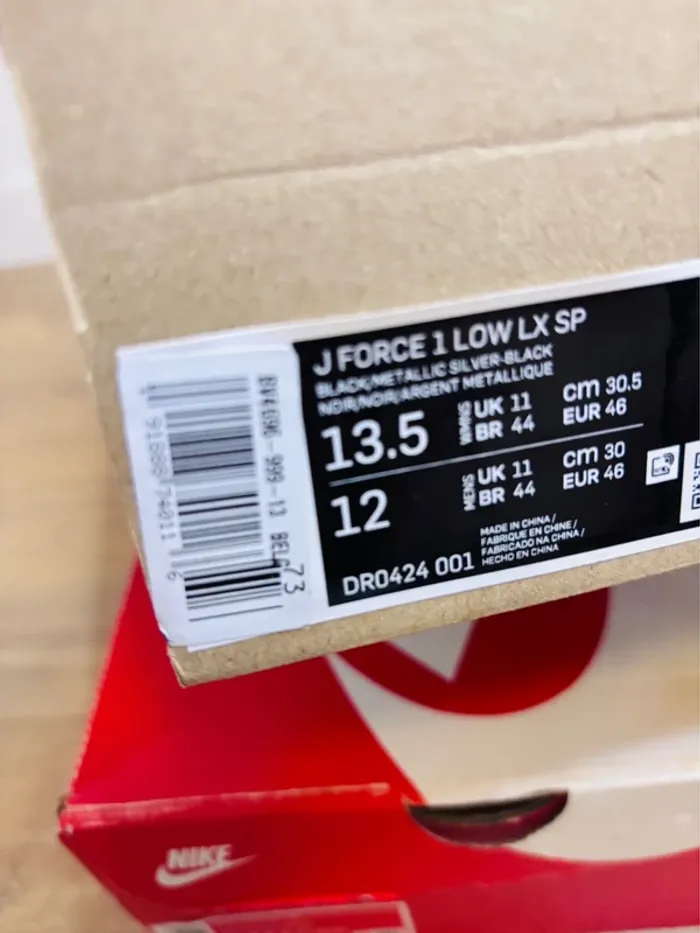 J FORCE 1 LOW LX SP
BLACK/METALLIC SILVER-BLACK
NOIR/NOIR/ARGENT METALLIQUE
13.5 WMNS UK 11 cm 30.5
BR 44 EUR 46
12 MENS UK 11 cm 30
BR 44 EUR 46
DR0424 001
MADE IN CHINA /
FABRIQUE EN CHINE /
FABRICADO NA CHINA /
HECHO EN CHINA
73
NIKE